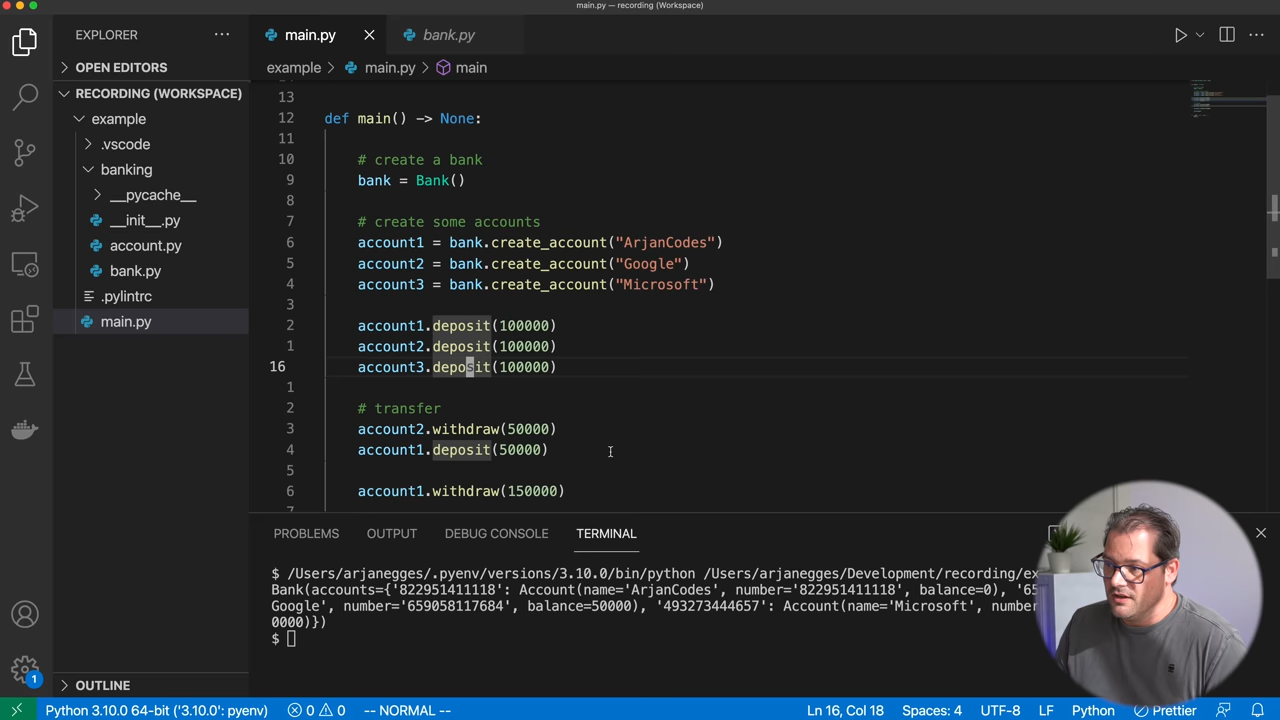 main.py — recording (Workspace)
EXPLORER
OPEN EDITORS
RECORDING (WORKSPACE)
example
.vscode
banking
__pycache__
__init__.py
account.py
bank.py
.pylintrc
main.py
OUTLINE
main.py
bank.py
example main.py main
13
12 def main() -> None:
11
10 # create a bank
9 bank = Bank()
8
7 # create some accounts
6 account1 = bank.create_account("ArjanCodes")
5 account2 = bank.create_account("Google")
4 account3 = bank.create_account("Microsoft")
3
2 account1.deposit(100000)
1 account2.deposit(100000)
16 account3.deposit(100000)
1
2 # transfer
3 account2.withdraw(50000)
4 account1.deposit(50000)
5
6 account1.withdraw(150000)
7
PROBLEMS OUTPUT DEBUG CONSOLE TERMINAL
$ /Users/arjanegges/.pyenv/versions/3.10.0/bin/python /Users/arjanegges/Development/recording/ex
Bank(accounts={'822951411118': Account(name='ArjanCodes', number='822951411118', balance=0), '65
Google', number='659058117684', balance=50000), '493273444657': Account(name='Microsoft', numb
0000)})
$
1
Python 3.10.0 64-bit ('3.10.0': pyenv) 0 0 -- NORMAL -- Ln 16, Col 18 Spaces: 4 UTF-8 LF Python Prettier